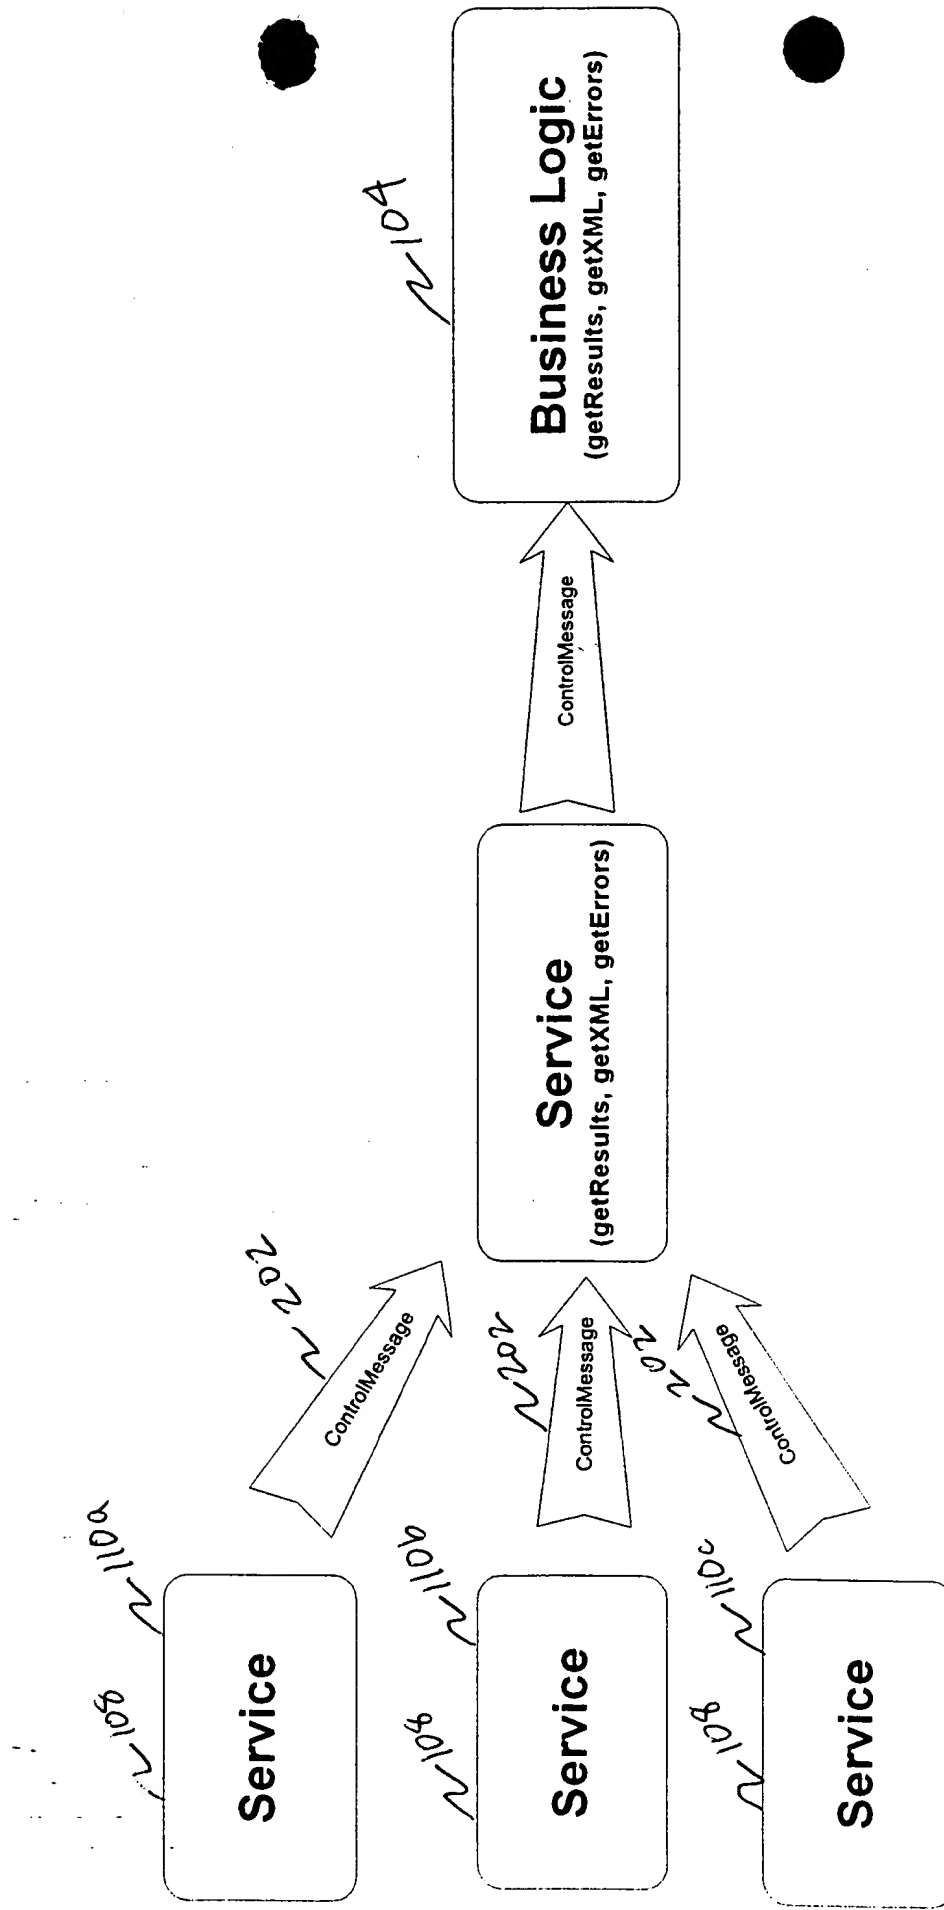 108
110a
Service
202
ControlMessage
108
110b
Service
202
ControlMessage
108
110c
Service
202
ControlMessage
Service
(getResults, getXML, getErrors)
ControlMessage
104
Business Logic
(getResults, getXML, getErrors)